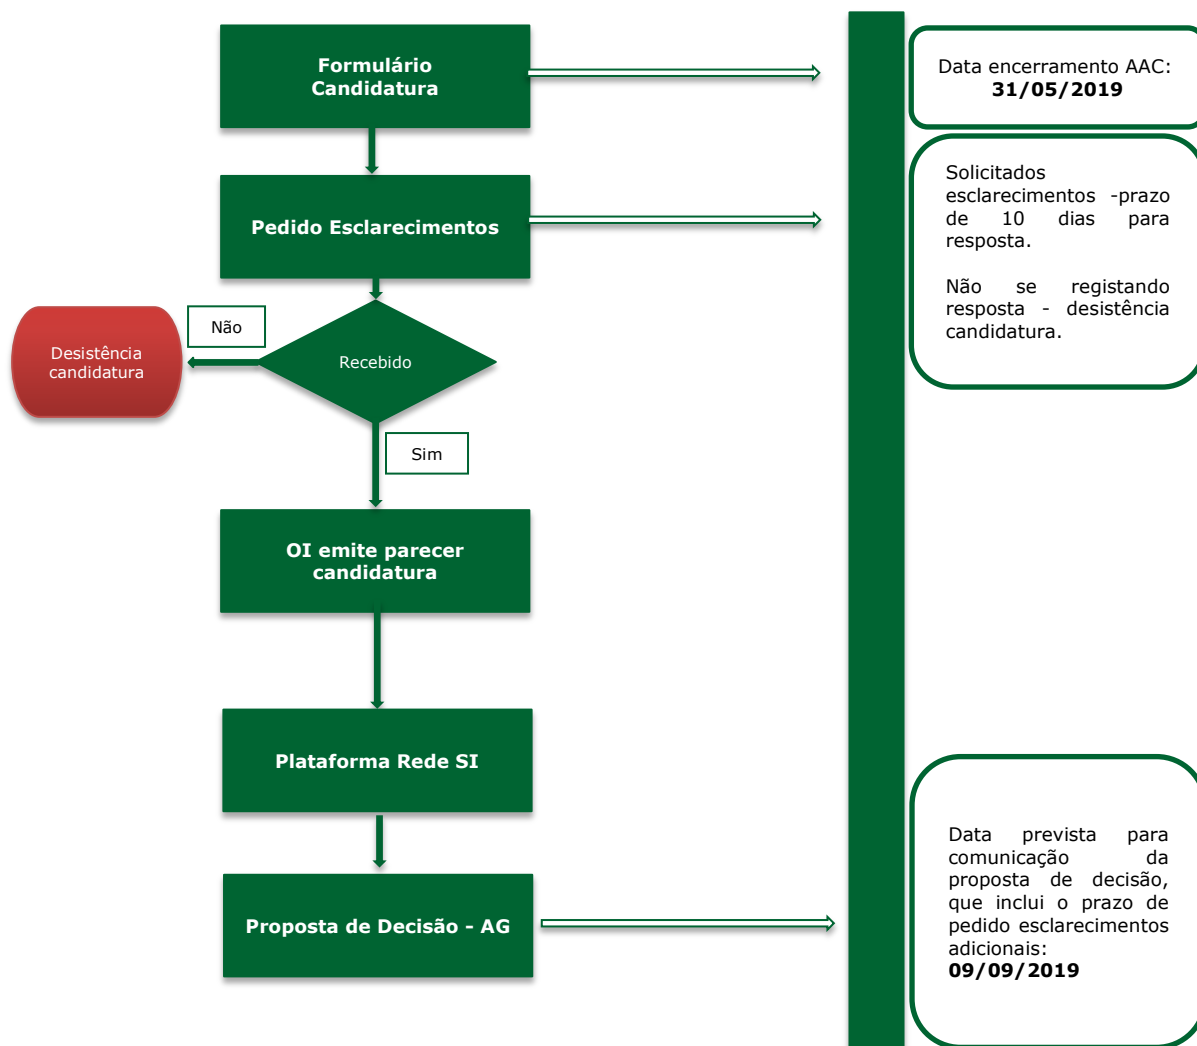 Formulário
Candidatura
Data encerramento AAC:
31/05/2019
Pedido Esclarecimentos
Solicitados
esclarecimentos -prazo
de 10 dias para
resposta.
Não se registando
resposta - desistência
candidatura.
Não
Desistência
candidatura
Recebido
Sim
OI emite parecer
candidatura
Plataforma Rede SI
Proposta de Decisão - AG
Data prevista para
comunicação da
proposta de decisão,
que inclui o prazo de
pedido esclarecimentos
adicionais:
09/09/2019